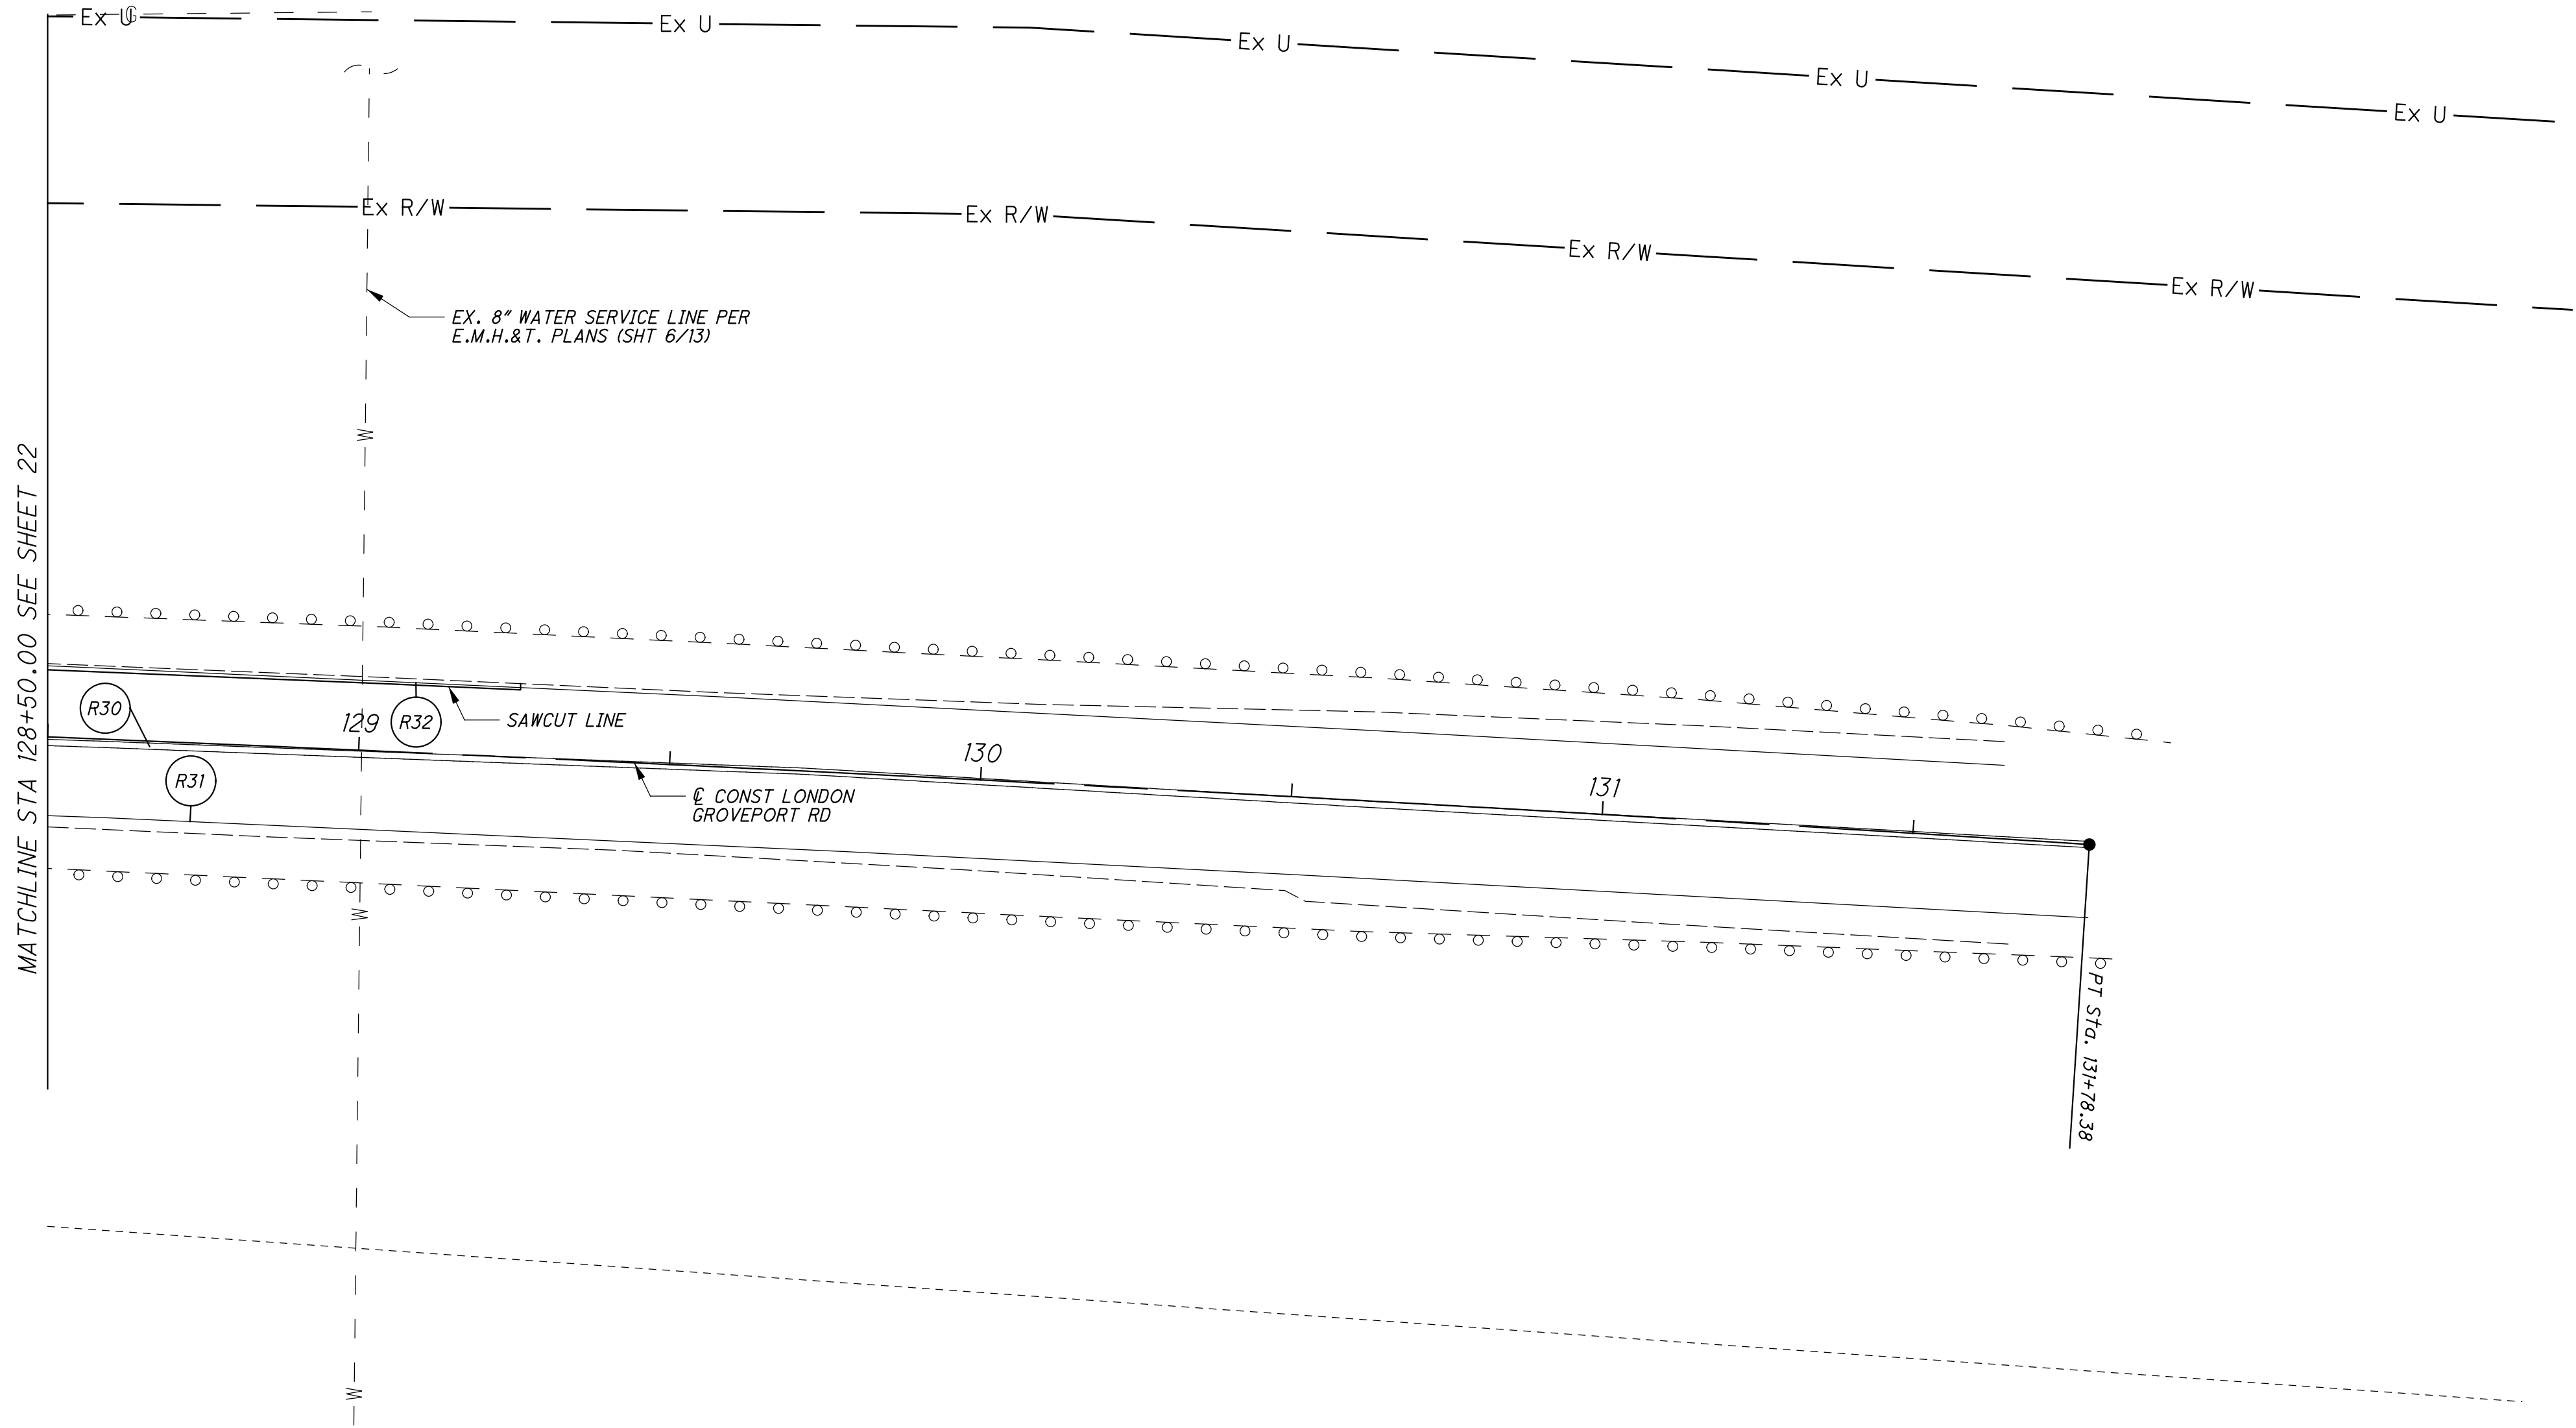 Ex U
G
Ex U
Ex U
Ex U
Ex U
Ex R/W
Ex R/W
Ex R/W
Ex R/W
EX. 8" WATER SERVICE LINE PER
E.M.H.&T. PLANS (SHT 6/13)
W
MATCHLINE STA 128+50.00 SEE SHEET 22
R30
129
R32
SAWCUT LINE
130
131
R31
℄ CONST LONDON
GROVEPORT RD
W
PT Sta. 131+78.38
W